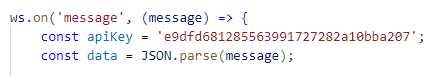 ws.on('message', (message) => {
const apiKey = 'e9dfd681285563991727282a10bba207';
const data = JSON.parse(message);